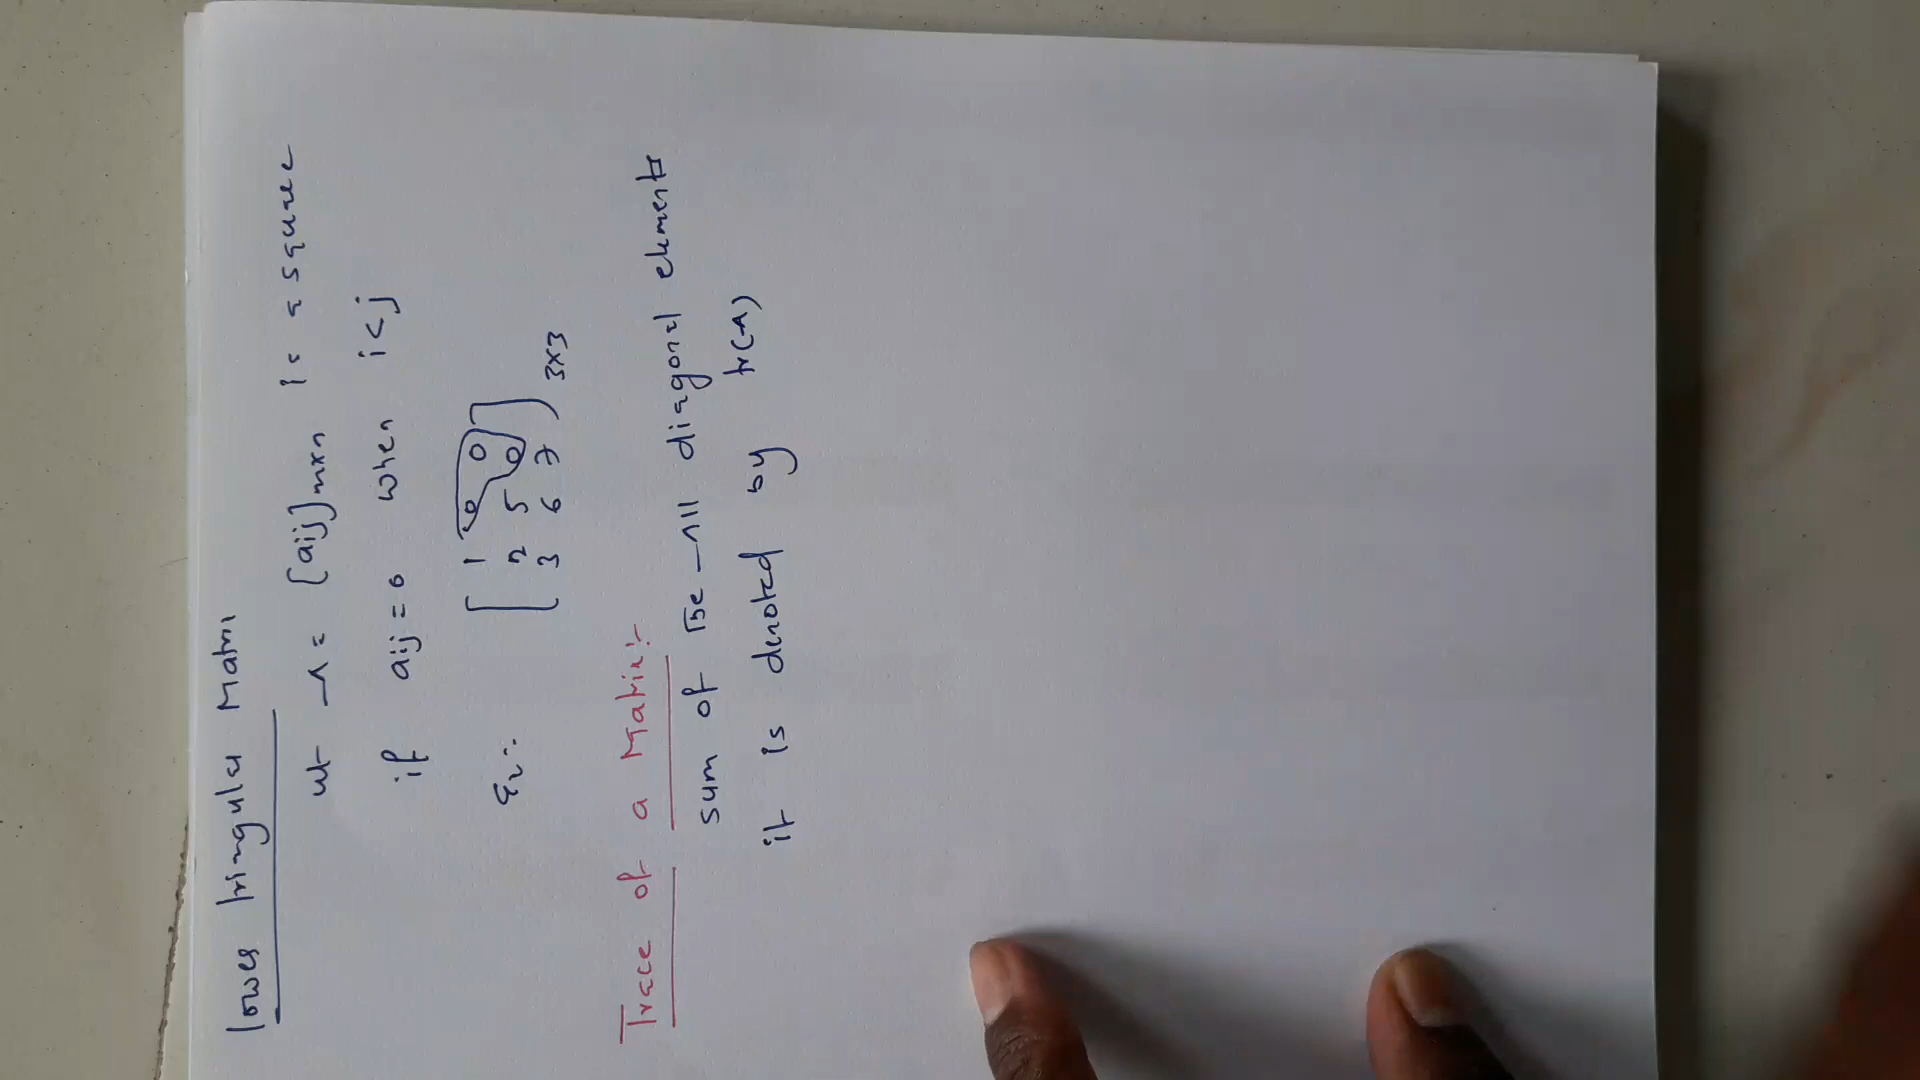 lower triangular Matri
let A = [aij]mxn is a square
if aij = 0 when i<j
Ex:-
[ 1 0 0
2 5 0
3 6 7 ] 3x3
Trace of a Matrix:-
sum of the All diagonal elements
it is denoted by tr(A)